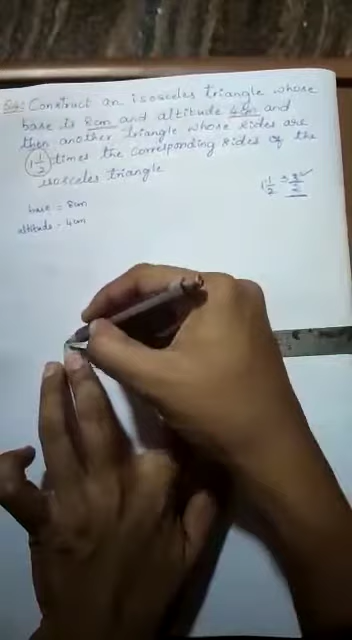 Q4: Construct an isosceles triangle whose
base is 8cm and altitude 4cm and
then another triangle whose sides are
1 1/2 times the corresponding sides of the
isosceles triangle
1 1/2 = 3/2
base = 8cm
altitude = 4cm